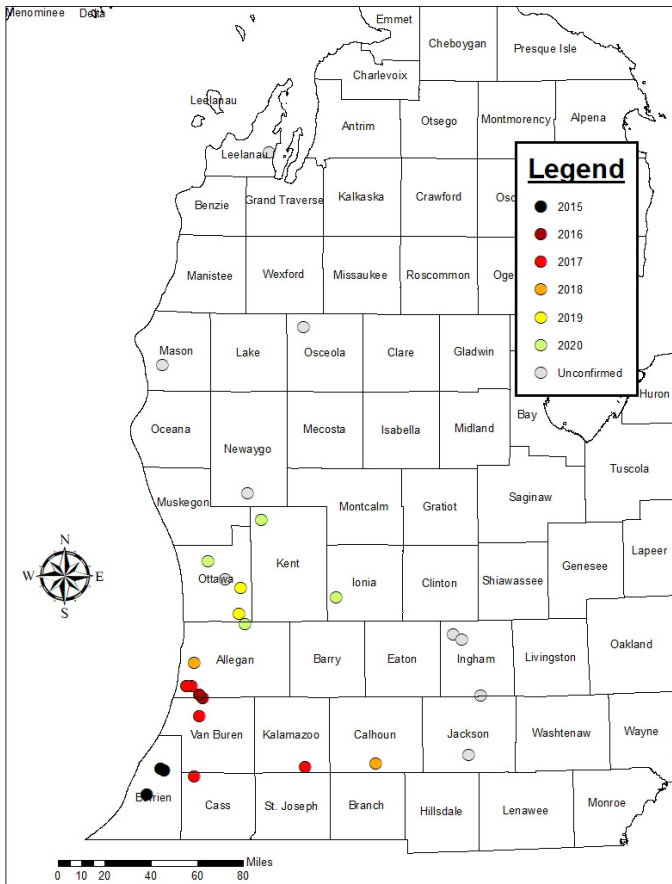 Menominee Delta
Emmet
Cheboygan Presque Isle
Charlevoix
Leelanau
Antrim Otsego Montmorency Alpena
Leelanau
Legend
Benzie Grand Traverse Kalkaska Crawford Osc
2015
2016
Manistee Wexford Missaukee Roscommon Oge
2017
2018
2019
Mason Lake Osceola Clare Gladwin
2020
Unconfirmed
Huron
Bay
Oceana Mecosta Isabella Midland
Newaygo
Tuscola
Muskegon Montcalm Gratiot Saginaw
N
W E
S
Kent Genesee Lapeer
Ottawa Ionia Clinton Shiawassee
Oakland
Allegan Barry Eaton Ingham Livingston
Van Buren Kalamazoo Calhoun Jackson Washtenaw Wayne
Berrien Cass St. Joseph Branch Hillsdale Lenawee Monroe
Miles
0 10 20 40 60 80